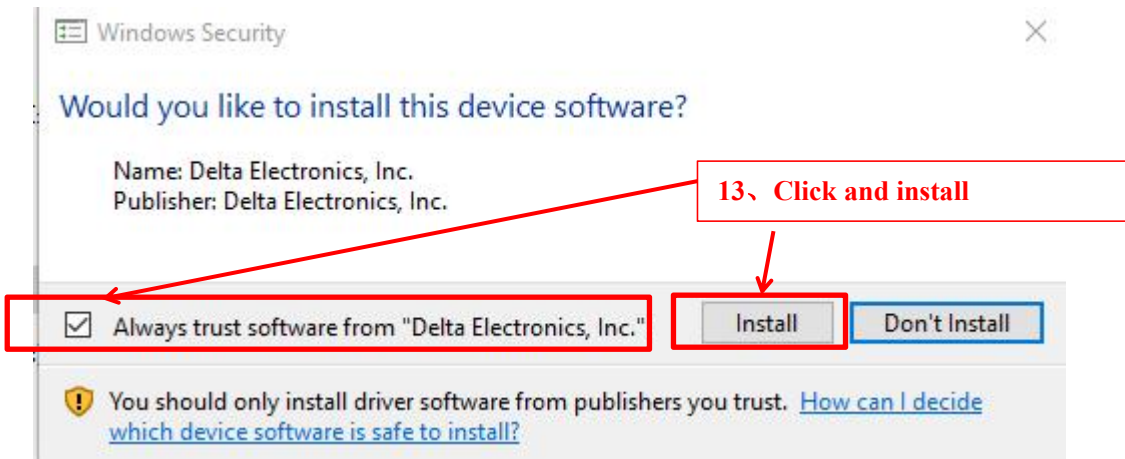 Windows Security
Would you like to install this device software?
Name: Delta Electronics, Inc.
Publisher: Delta Electronics, Inc.
13、Click and install
Always trust software from "Delta Electronics, Inc."
Install
Don't Install
You should only install driver software from publishers you trust. How can I decide
which device software is safe to install?